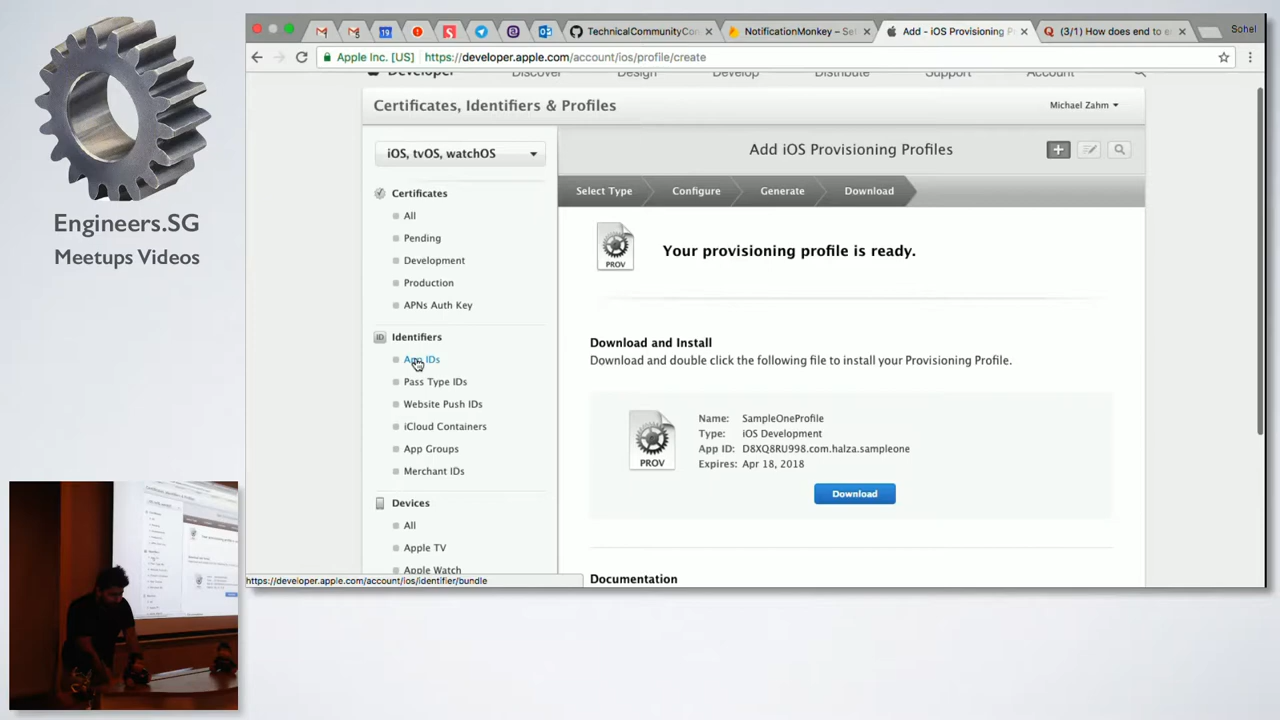 Engineers.SG
Meetups Videos
TechnicalCommunityCo
NotificationMonkey – Set
Add - iOS Provisioning P
(3/1) How does end to e
Sohel
Apple Inc. [US]
https://developer.apple.com/account/ios/profile/create
Developer
Discover
Design
Develop
Distribute
Support
Account
Certificates, Identifiers & Profiles
Michael Zahm
iOS, tvOS, watchOS
Add iOS Provisioning Profiles
Certificates
All
Pending
Development
Production
APNs Auth Key
ID
Identifiers
App IDs
Pass Type IDs
Website Push IDs
iCloud Containers
App Groups
Merchant IDs
Devices
All
Apple TV
Apple Watch
Select Type
Configure
Generate
Download
PROV
Your provisioning profile is ready.
Download and Install
Download and double click the following file to install your Provisioning Profile.
PROV
Name: SampleOneProfile
Type: iOS Development
App ID: D8XQ8RU998.com.halza.sampleone
Expires: Apr 18, 2018
Download
Documentation
https://developer.apple.com/account/ios/identifier/bundle